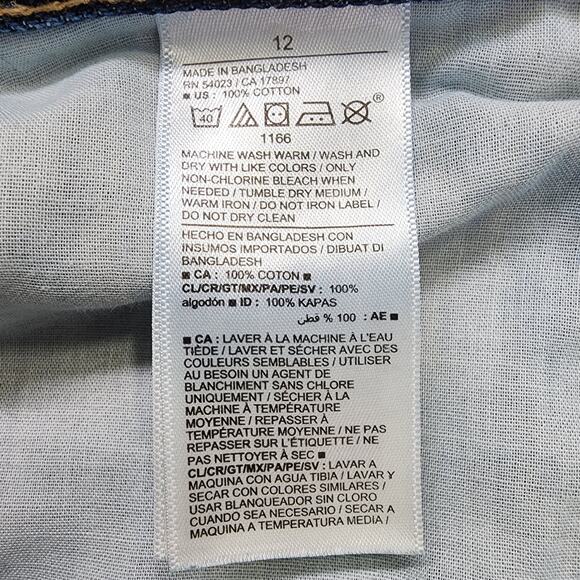 12
MADE IN BANGLADESH
RN 54023 / CA 17897
■ US : 100% COTTON
40 ®
1166
MACHINE WASH WARM / WASH AND
DRY WITH LIKE COLORS / ONLY
NON-CHLORINE BLEACH WHEN
NEEDED / TUMBLE DRY MEDIUM /
WARM IRON / DO NOT IRON LABEL /
DO NOT DRY CLEAN
HECHO EN BANGLADESH CON
INSUMOS IMPORTADOS / DIBUAT DI
BANGLADESH
■ CA : 100% COTON ■
CL/CR/GT/MX/PA/PE/SV : 100%
algodón ■ ID : 100% KAPAS
■ AE : 100 % قطن
■ CA : LAVER À LA MACHINE À L'EAU
TIÈDE / LAVER ET SÉCHER AVEC DES
COULEURS SEMBLABLES / UTILISER
AU BESOIN UN AGENT DE
BLANCHIMENT SANS CHLORE
UNIQUEMENT / SÉCHER À LA
MACHINE À TEMPÉRATURE
MOYENNE / REPASSER À
TEMPÉRATURE MOYENNE / NE PAS
REPASSER SUR L'ÉTIQUETTE / NE
PAS NETTOYER À SEC ■
CL/CR/GT/MX/PA/PE/SV : LAVAR A
MAQUINA CON AGUA TIBIA / LAVAR Y
SECAR CON COLORES SIMILARES /
USAR BLANQUEADOR SIN CLORO
CUANDO SEA NECESARIO / SECAR A
MAQUINA A TEMPERATURA MEDIA /